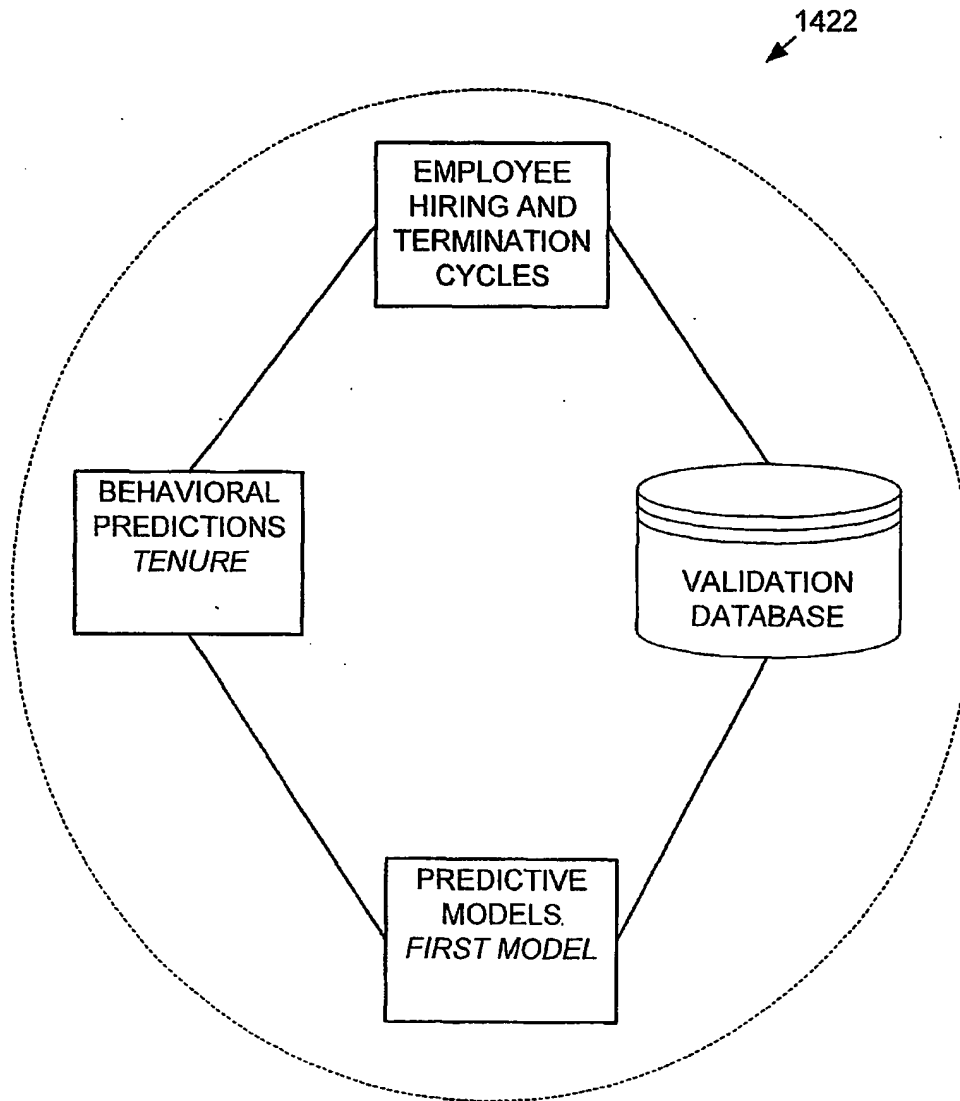 1422
EMPLOYEE
HIRING AND
TERMINATION
CYCLES
BEHAVIORAL
PREDICTIONS
TENURE
VALIDATION
DATABASE
PREDICTIVE
MODELS
FIRST MODEL